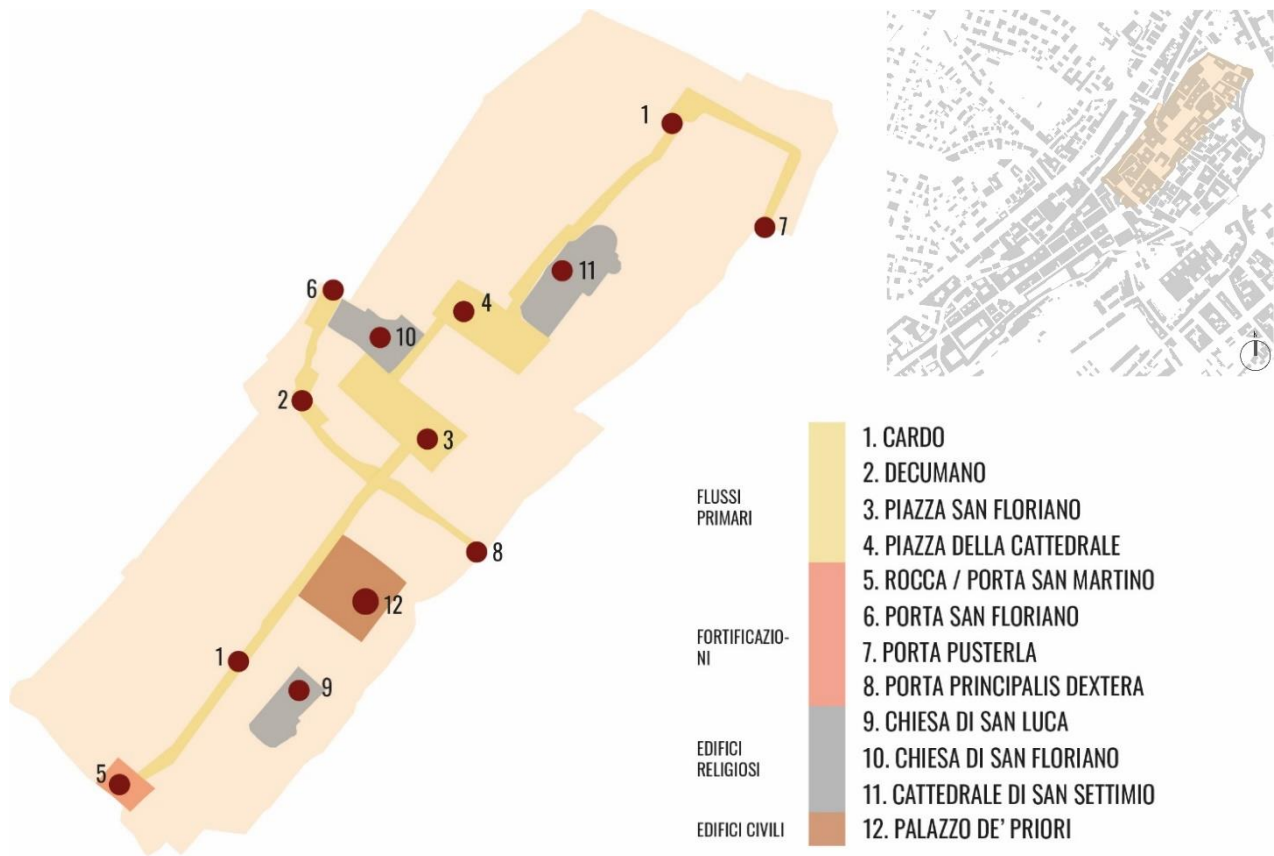 1
7
11
4
6
10
2
3
8
12
1
9
5
FLUSSI
PRIMARI
1. CARDO
2. DECUMANO
3. PIAZZA SAN FLORIANO
4. PIAZZA DELLA CATTEDRALE
FORTIFICAZIO-
NI
5. ROCCA / PORTA SAN MARTINO
6. PORTA SAN FLORIANO
7. PORTA PUSTERLA
8. PORTA PRINCIPALIS DEXTERA
EDIFICI
RELIGIOSI
9. CHIESA DI SAN LUCA
10. CHIESA DI SAN FLORIANO
11. CATTEDRALE DI SAN SETTIMIO
EDIFICI CIVILI
12. PALAZZO DE’ PRIORI